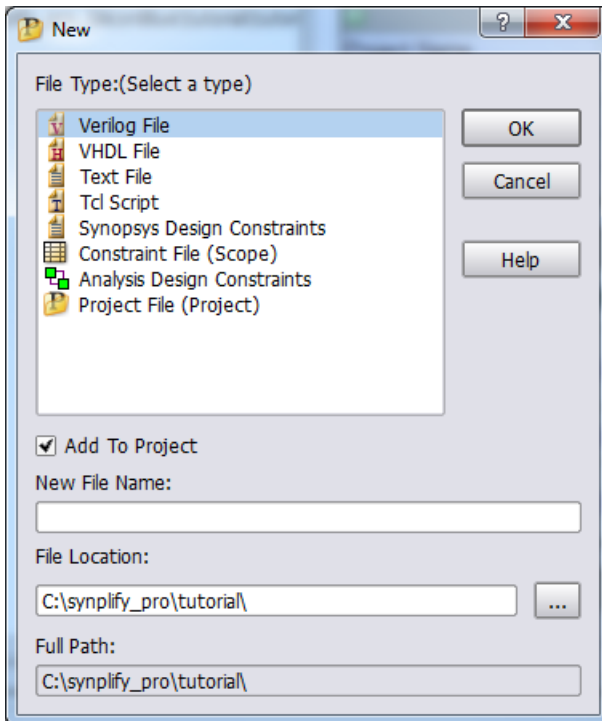 New
File Type:(Select a type)
Verilog File
VHDL File
Text File
Tcl Script
Synopsys Design Constraints
Constraint File (Scope)
Analysis Design Constraints
Project File (Project)
OK
Cancel
Help
Add To Project
New File Name:
File Location:
C:\synplify_pro\tutorial\
...
Full Path:
C:\synplify_pro\tutorial\